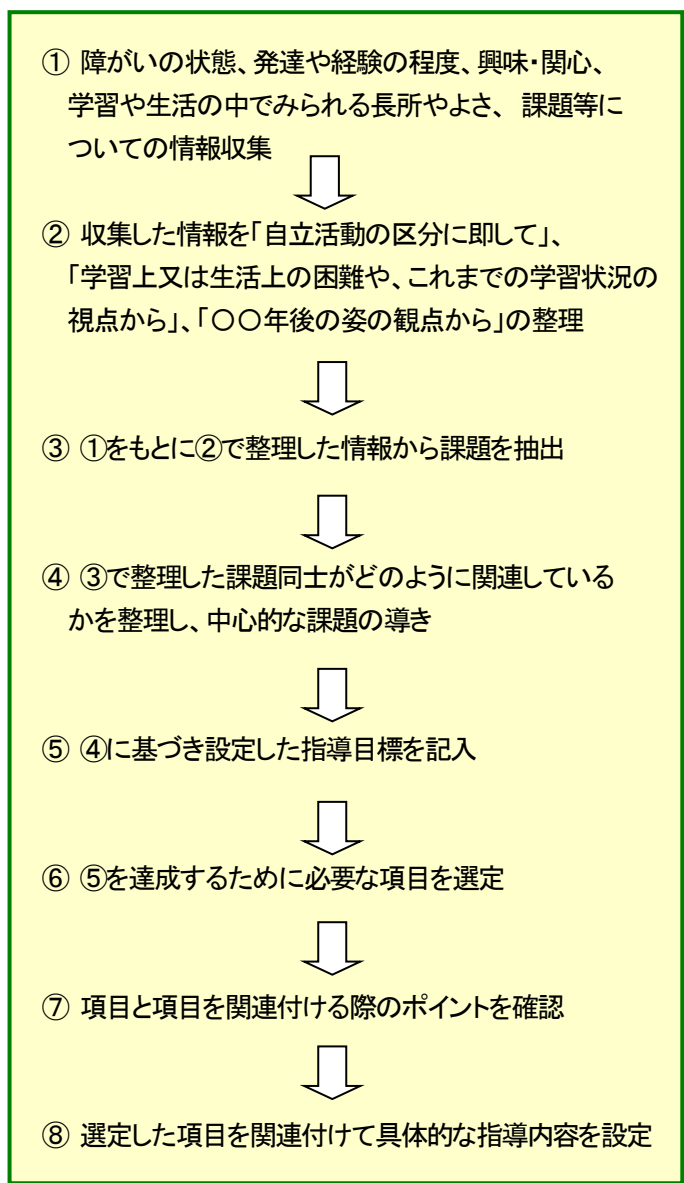 ① 障がいの状態、発達や経験の程度、興味・関心、
学習や生活の中でみられる長所やよさ、 課題等に
ついての情報収集
② 収集した情報を「自立活動の区分に即して」、
「学習上又は生活上の困難や、これまでの学習状況の
視点から」、「〇〇年後の姿の観点から」の整理
③ ①をもとに②で整理した情報から課題を抽出
④ ③で整理した課題同士がどのように関連している
かを整理し、中心的な課題の導き
⑤ ④に基づき設定した指導目標を記入
⑥ ⑤を達成するために必要な項目を選定
⑦ 項目と項目を関連付ける際のポイントを確認
⑧ 選定した項目を関連付けて具体的な指導内容を設定